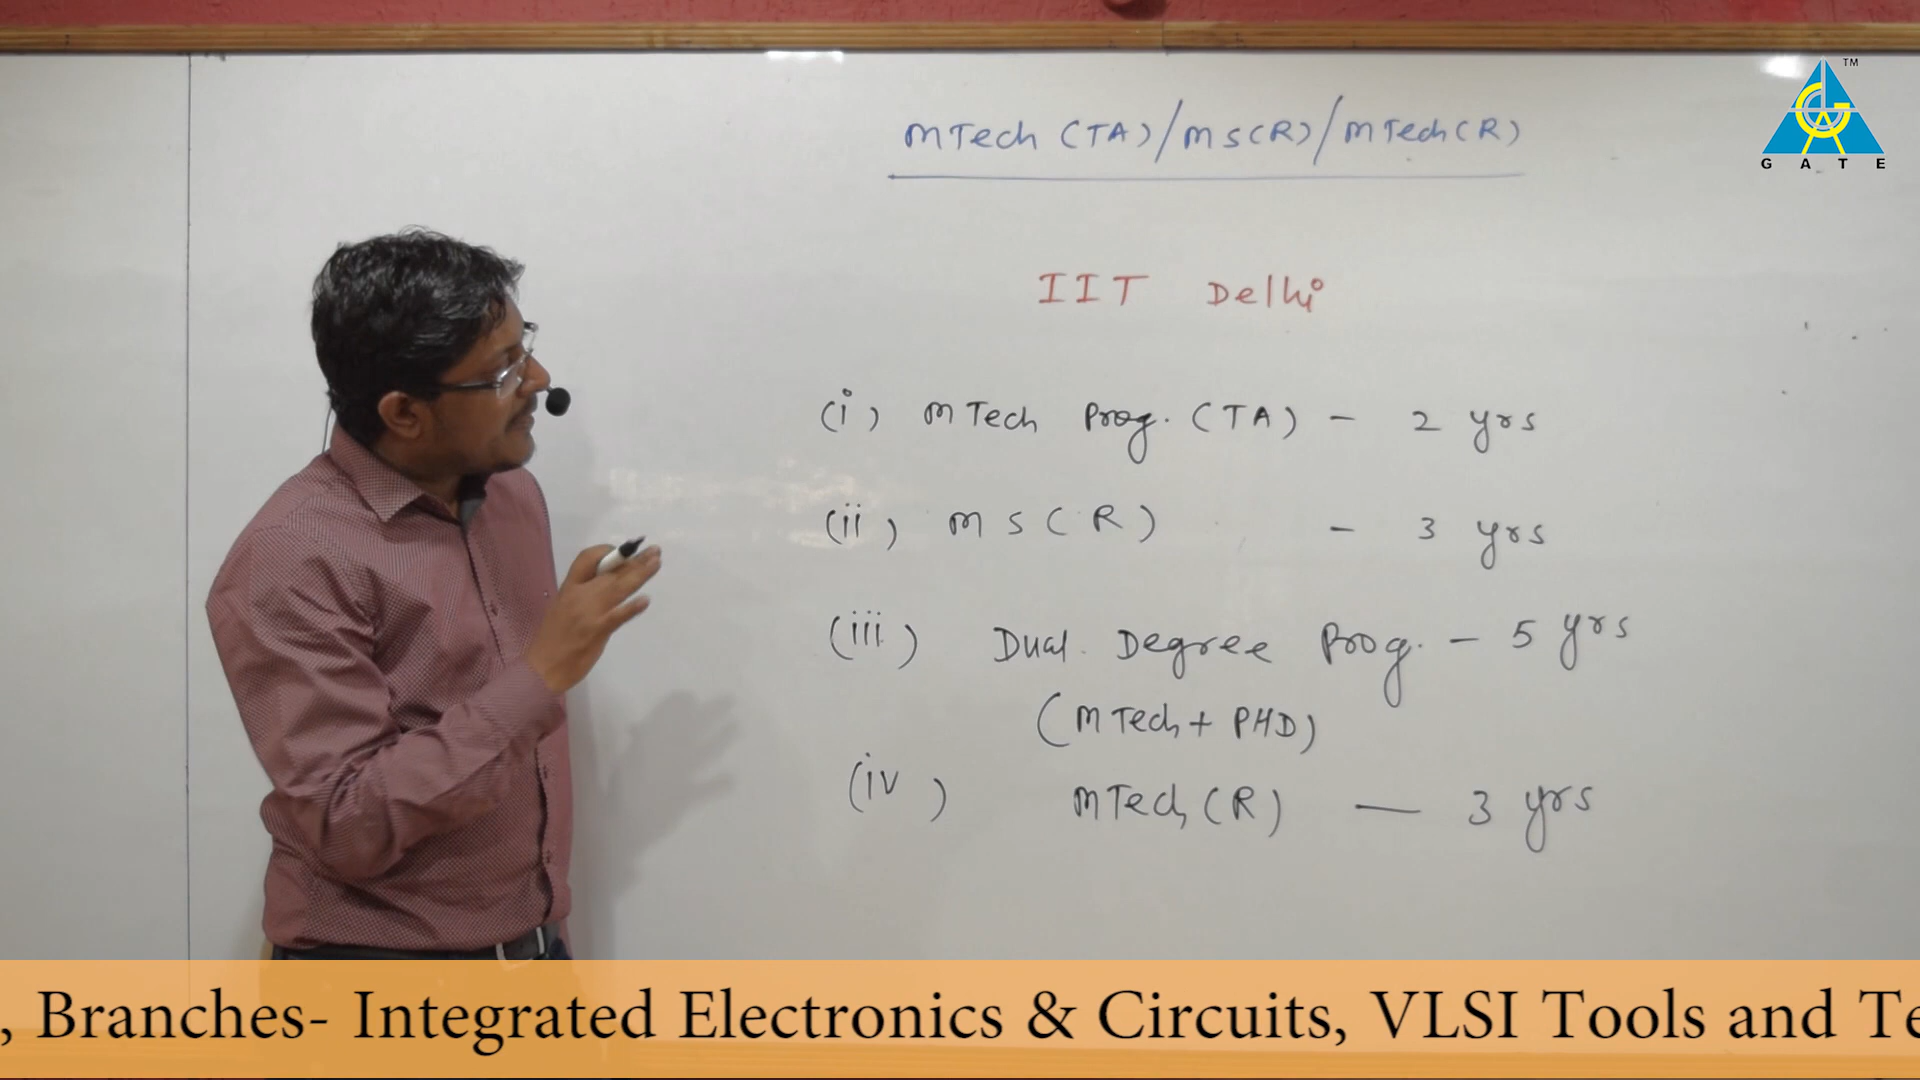 MTech (TA)/MS(R)/MTech(R)
TM
GATE
IIT Delhi
(i) MTech Prog. (TA) - 2 yrs
(ii) MS(R) - 3 yrs
(iii) Dual Degree Prog. - 5 yrs
(MTech + PHD)
(iv) MTech(R) — 3 yrs
, Branches- Integrated Electronics & Circuits, VLSI Tools and Te